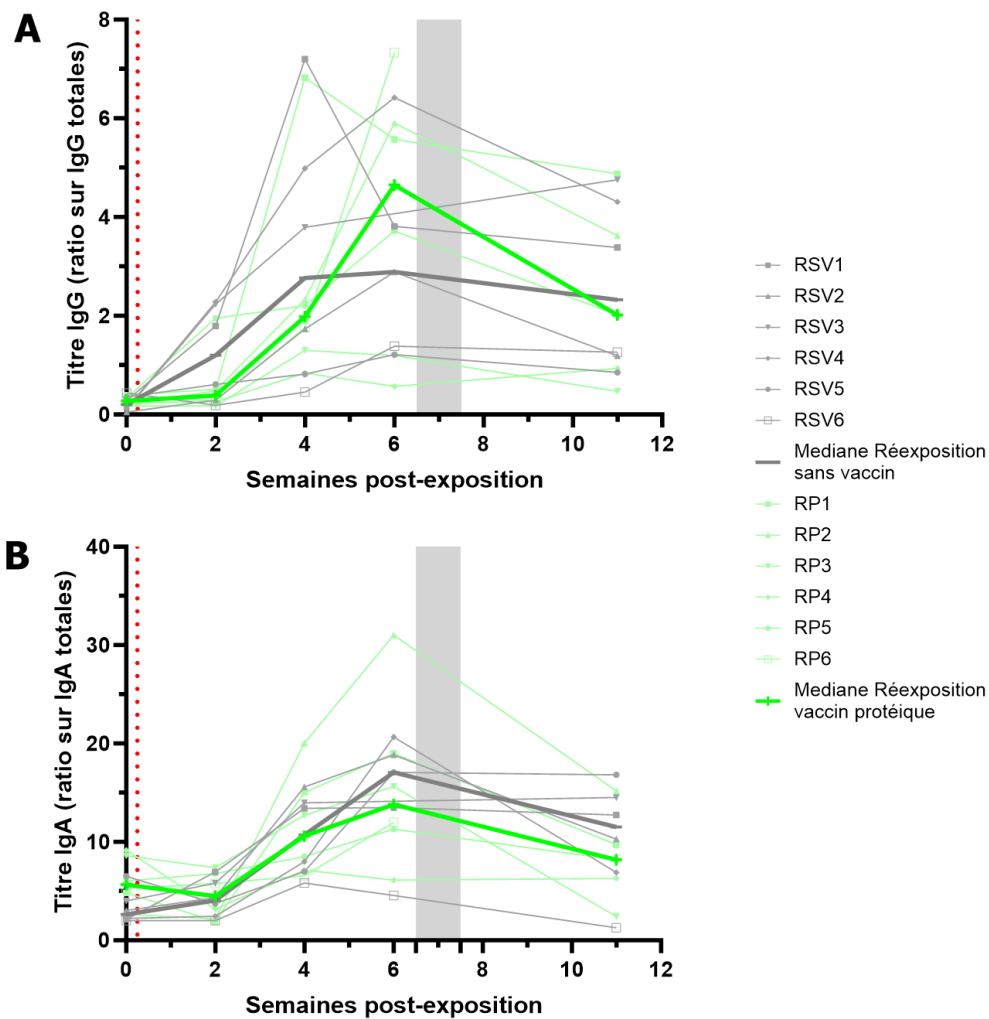 A
Titre IgG (ratio sur IgG totales)
8
6
4
2
0
0 2 4 6 8 10 12
Semaines post-exposition
RSV1
RSV2
RSV3
RSV4
RSV5
RSV6
Mediane Réexposition
sans vaccin
RP1
RP2
RP3
RP4
RP5
RP6
Mediane Réexposition
vaccin protéique
B
Titre IgA (ratio sur IgA totales)
40
30
20
10
0
0 2 4 6 8 10 12
Semaines post-exposition